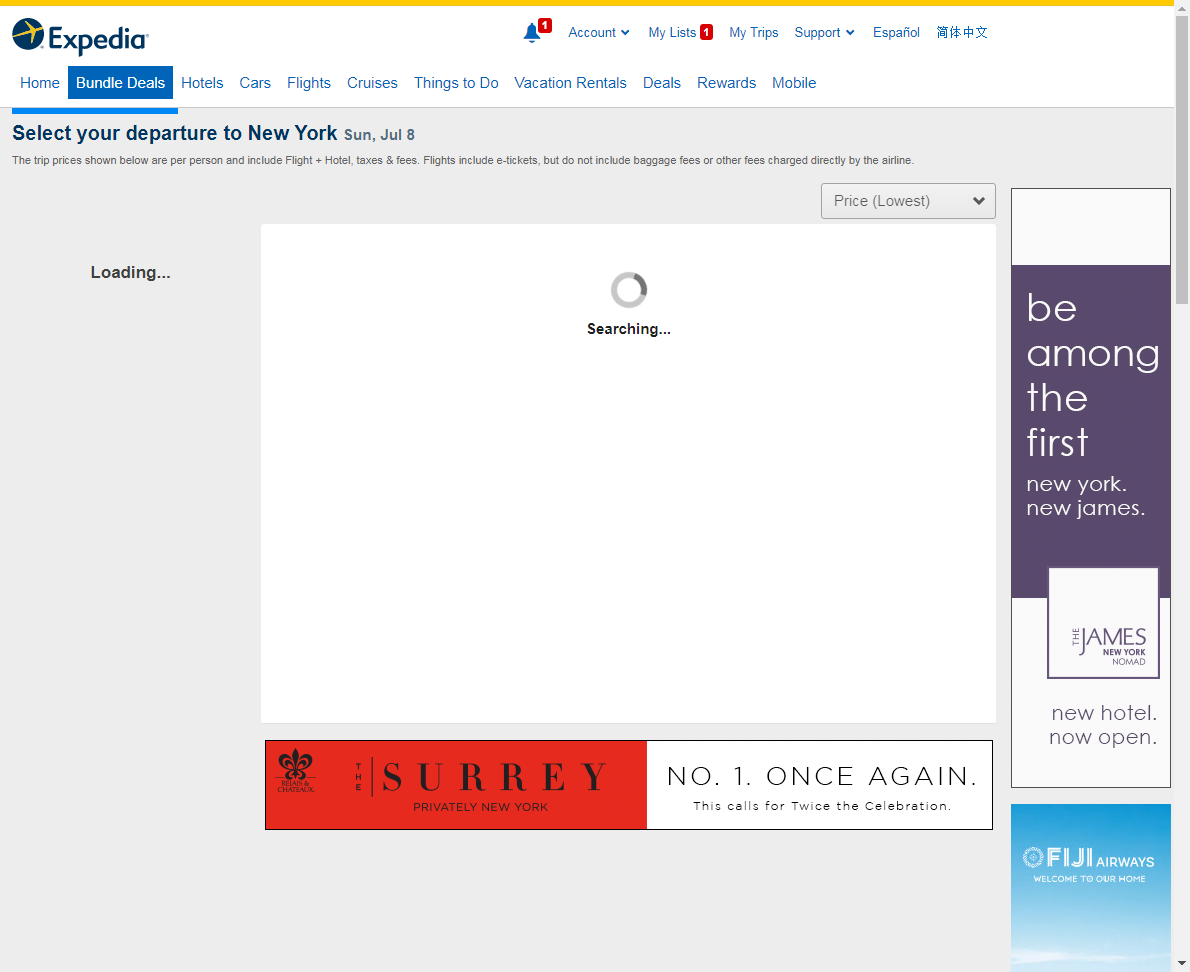 Expedia
1
Account
My Lists 1
My Trips
Support
Español
简体中文
Home
Bundle Deals
Hotels
Cars
Flights
Cruises
Things to Do
Vacation Rentals
Deals
Rewards
Mobile
Select your departure to New York Sun, Jul 8
The trip prices shown below are per person and include Flight + Hotel, taxes & fees. Flights include e-tickets, but do not include baggage fees or other fees charged directly by the airline.
Price (Lowest)
Loading...
Searching...
be
among
the
first
new york.
new james.
THE JAMES
NEW YORK
NOMAD
new hotel.
now open.
RELAIS &
CHATEAUX
THE SURREY
PRIVATELY NEW YORK
NO. 1. ONCE AGAIN.
This calls for Twice the Celebration.
FIJI AIRWAYS
WELCOME TO OUR HOME